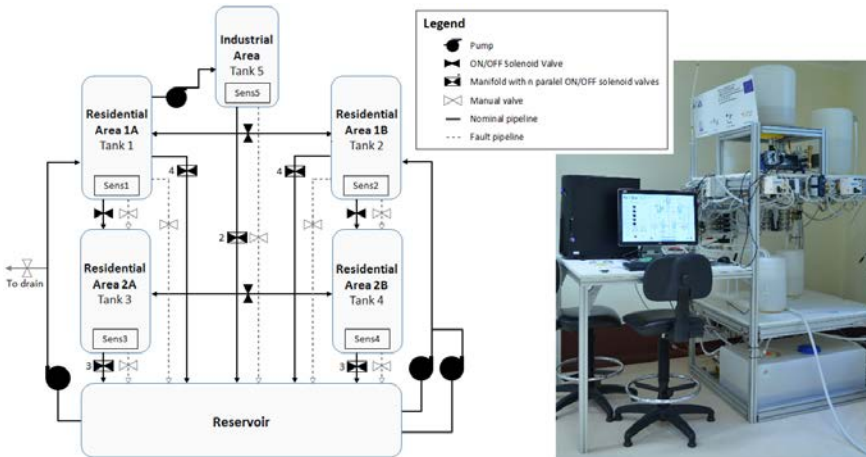 Industrial
Area
Tank 5
Sens5
Residential
Area 1A
Tank 1
Sens1
Residential
Area 1B
Tank 2
Sens2
4
4
2
Residential
Area 2A
Tank 3
Sens3
Residential
Area 2B
Tank 4
Sens4
To drain
3
3
Reservoir
Legend
Pump
ON/OFF Solenoid Valve
Manifold with n paralel ON/OFF solenoid valves
Manual valve
Nominal pipeline
Fault pipeline